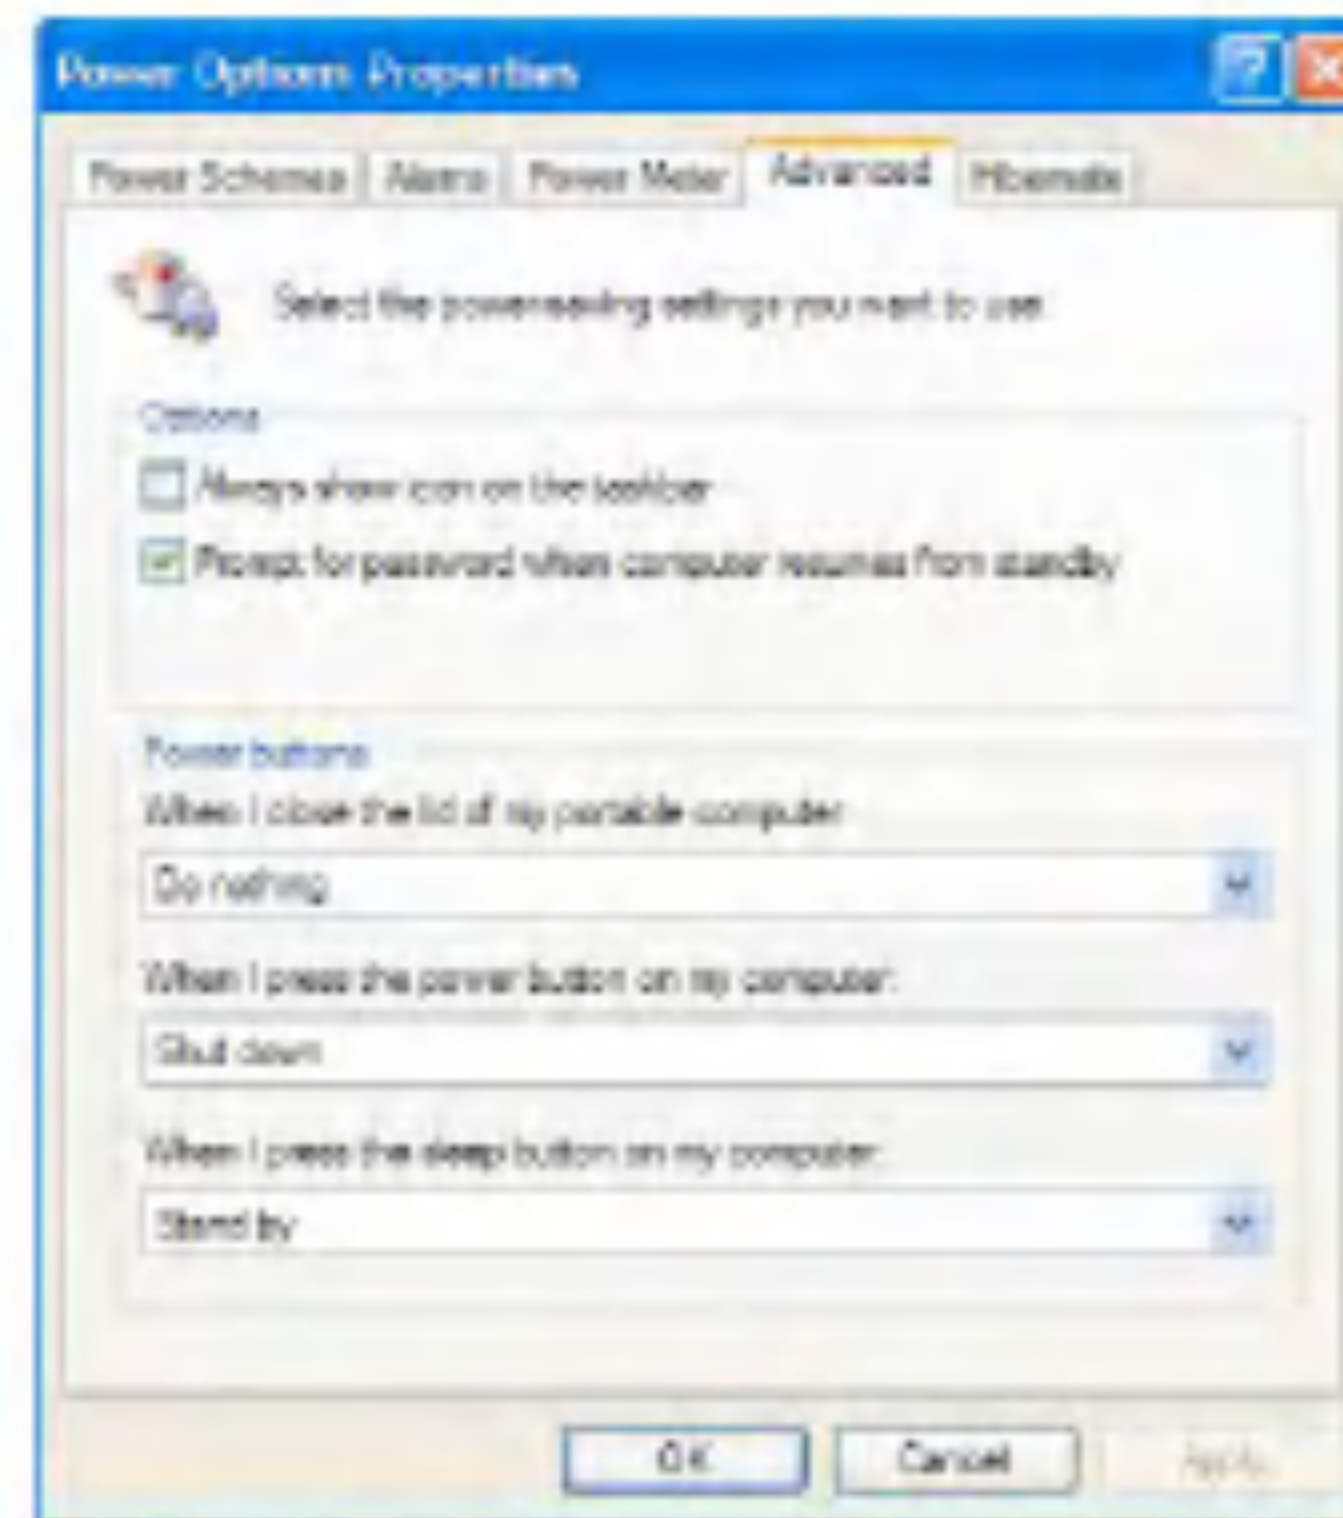 Power Options Properties
Power Schemes Alarms Power Meter Advanced Hibernate
Select the power-saving settings you want to use.
Options
Always show icon on the taskbar
Prompt for password when computer resumes from standby
Power buttons
When I close the lid of my portable computer:
Do nothing
When I press the power button on my computer:
Shut down
When I press the sleep button on my computer:
Stand by
OK Cancel Apply